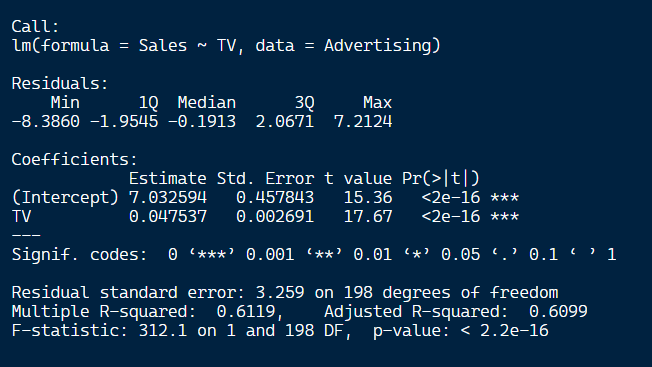 Call:
lm(formula = Sales ~ TV, data = Advertising)
Residuals:
    Min      1Q  Median      3Q     Max
-8.3860 -1.9545 -0.1913  2.0671  7.2124
Coefficients:
            Estimate Std. Error t value Pr(>|t|)
(Intercept) 7.032594   0.457843   15.36   <2e-16 ***
TV          0.047537   0.002691   17.67   <2e-16 ***
---
Signif. codes:  0 ‘***’ 0.001 ‘**’ 0.01 ‘*’ 0.05 ‘.’ 0.1 ‘ ’ 1
Residual standard error: 3.259 on 198 degrees of freedom
Multiple R-squared:  0.6119,    Adjusted R-squared:  0.6099
F-statistic: 312.1 on 1 and 198 DF,  p-value: < 2.2e-16